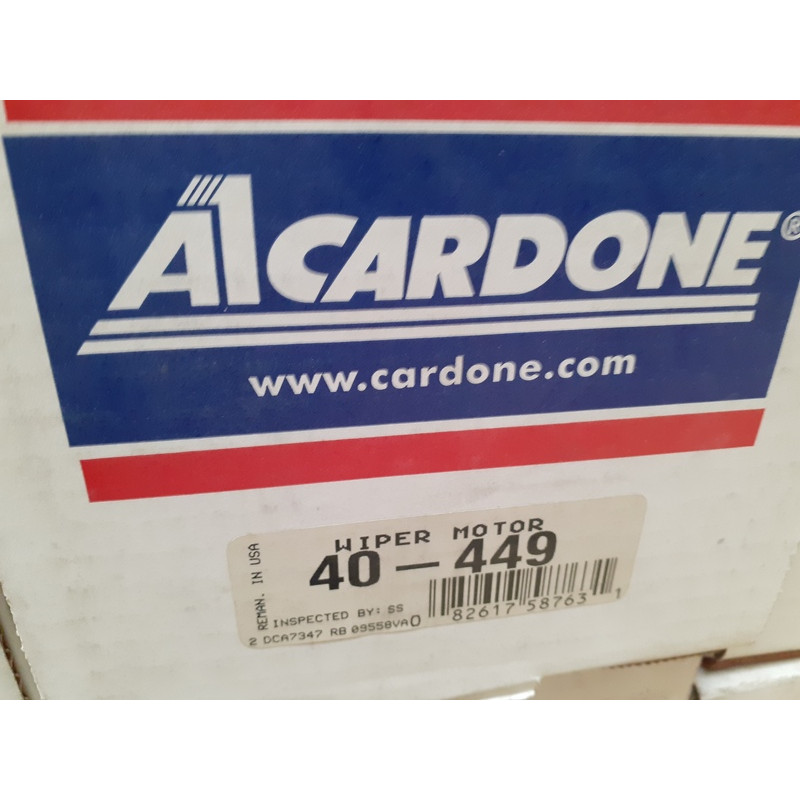 A1CARDONE®
www.cardone.com
WIPER MOTOR
40-449
REMAN. IN USA
INSPECTED BY: SS
2 DCA7347 RB 09558VA
0 82617 58763 1